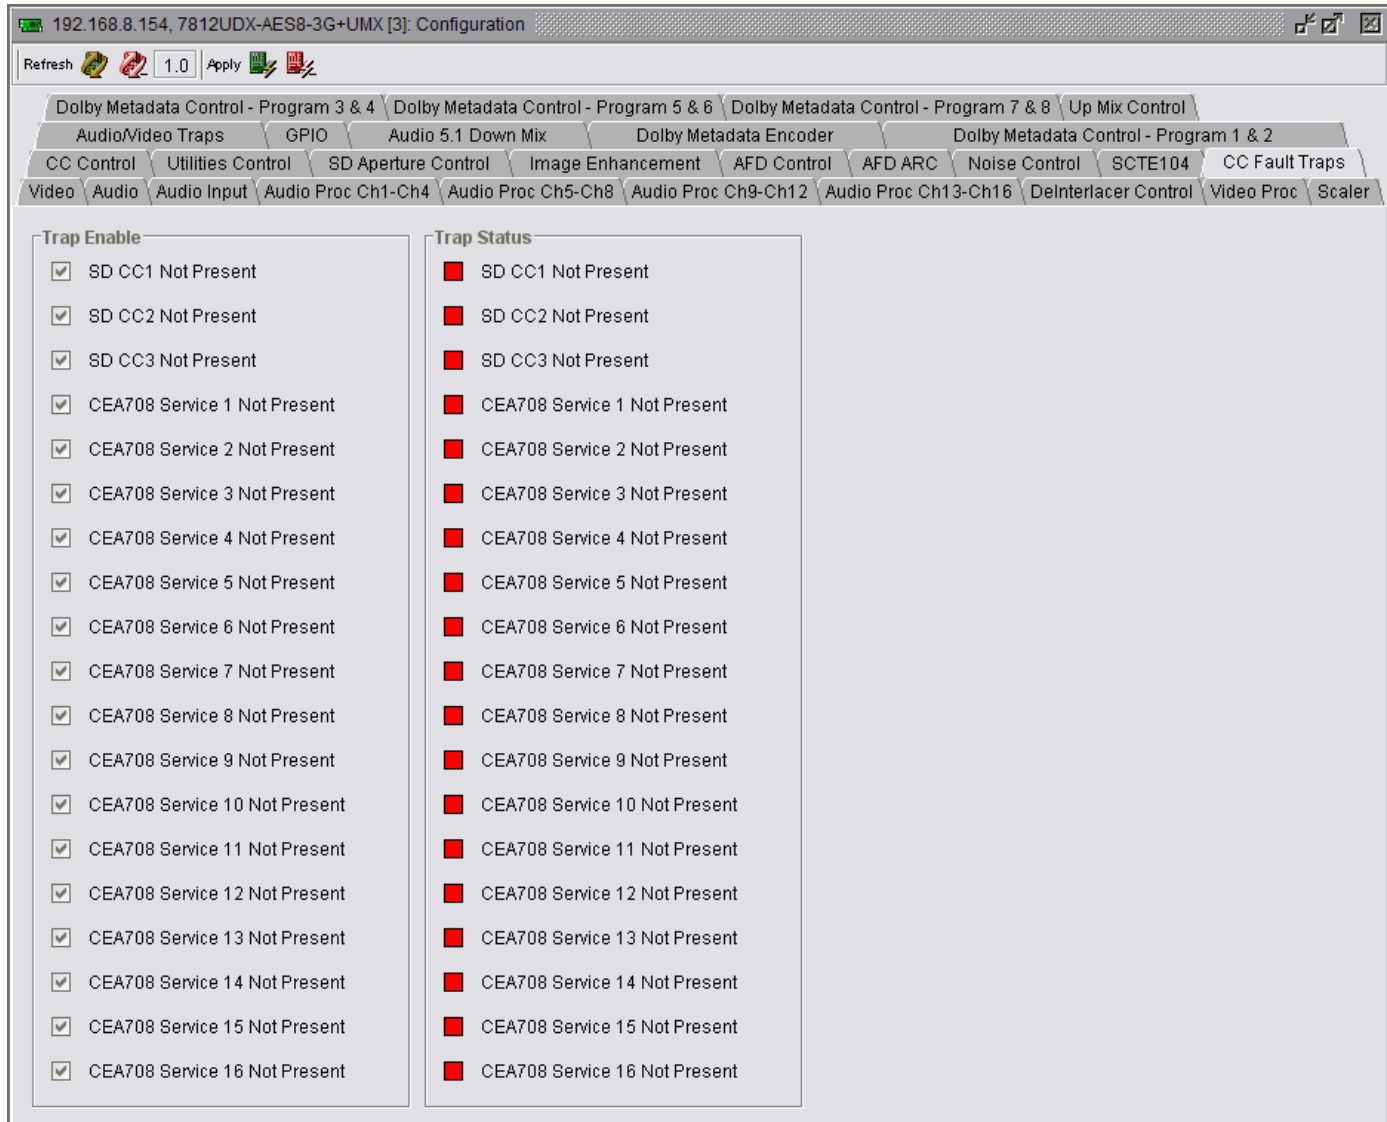 192.168.8.154, 7812UDX-AES8-3G+UMX [3]: Configuration
Refresh 1.0 Apply
Dolby Metadata Control - Program 3 & 4 Dolby Metadata Control - Program 5 & 6 Dolby Metadata Control - Program 7 & 8 Up Mix Control
Audio/Video Traps GPIO Audio 5.1 Down Mix Dolby Metadata Encoder Dolby Metadata Control - Program 1 & 2
CC Control Utilities Control SD Aperture Control Image Enhancement AFD Control AFD ARC Noise Control SCTE104 CC Fault Traps
Video Audio Audio Input Audio Proc Ch1-Ch4 Audio Proc Ch5-Ch8 Audio Proc Ch9-Ch12 Audio Proc Ch13-Ch16 DeInterlacer Control Video Proc Scaler
Trap Enable
SD CC1 Not Present
SD CC2 Not Present
SD CC3 Not Present
CEA708 Service 1 Not Present
CEA708 Service 2 Not Present
CEA708 Service 3 Not Present
CEA708 Service 4 Not Present
CEA708 Service 5 Not Present
CEA708 Service 6 Not Present
CEA708 Service 7 Not Present
CEA708 Service 8 Not Present
CEA708 Service 9 Not Present
CEA708 Service 10 Not Present
CEA708 Service 11 Not Present
CEA708 Service 12 Not Present
CEA708 Service 13 Not Present
CEA708 Service 14 Not Present
CEA708 Service 15 Not Present
CEA708 Service 16 Not Present
Trap Status
SD CC1 Not Present
SD CC2 Not Present
SD CC3 Not Present
CEA708 Service 1 Not Present
CEA708 Service 2 Not Present
CEA708 Service 3 Not Present
CEA708 Service 4 Not Present
CEA708 Service 5 Not Present
CEA708 Service 6 Not Present
CEA708 Service 7 Not Present
CEA708 Service 8 Not Present
CEA708 Service 9 Not Present
CEA708 Service 10 Not Present
CEA708 Service 11 Not Present
CEA708 Service 12 Not Present
CEA708 Service 13 Not Present
CEA708 Service 14 Not Present
CEA708 Service 15 Not Present
CEA708 Service 16 Not Present